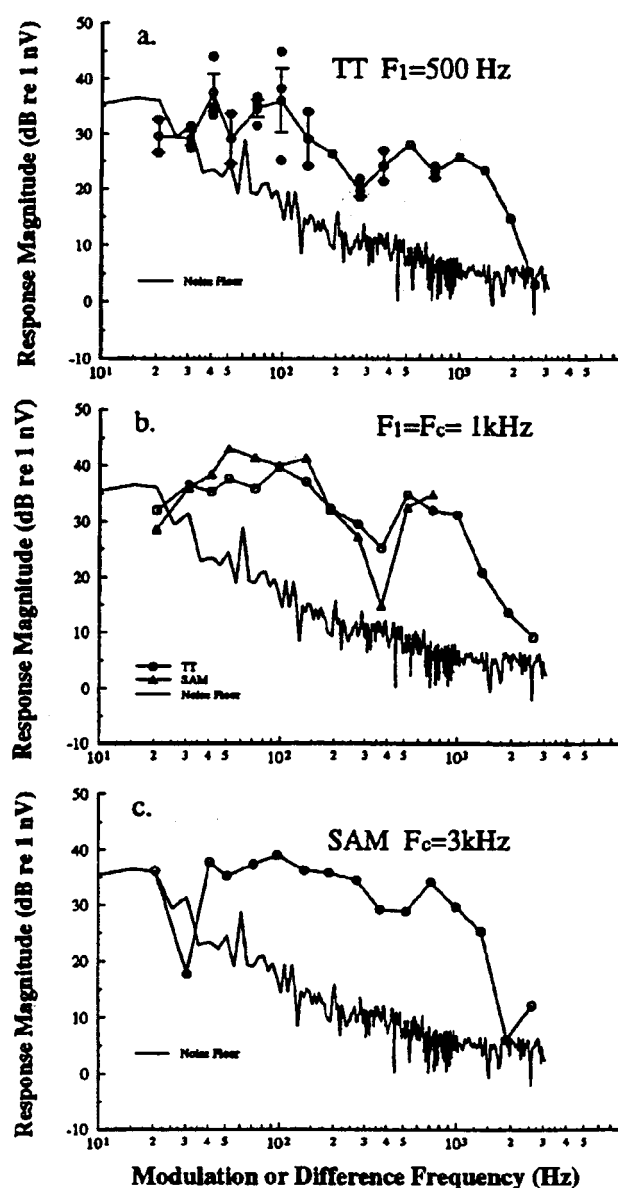 a.
TT F1=500 Hz
Response Magnitude (dB re 1 nV)
50
40
30
20
10
0
-10
Noise Floor
10¹ 2 3 4 5 10² 2 3 4 5 10³ 2 3 4 5
b.
F1=Fc= 1kHz
Response Magnitude (dB re 1 nV)
50
40
30
20
10
0
-10
TT
SAM
Noise Floor
10¹ 2 3 4 5 10² 2 3 4 5 10³ 2 3 4 5
c.
SAM Fc=3kHz
Response Magnitude (dB re 1 nV)
50
40
30
20
10
0
-10
Noise Floor
10¹ 2 3 4 5 10² 2 3 4 5 10³ 2 3 4 5
Modulation or Difference Frequency (Hz)